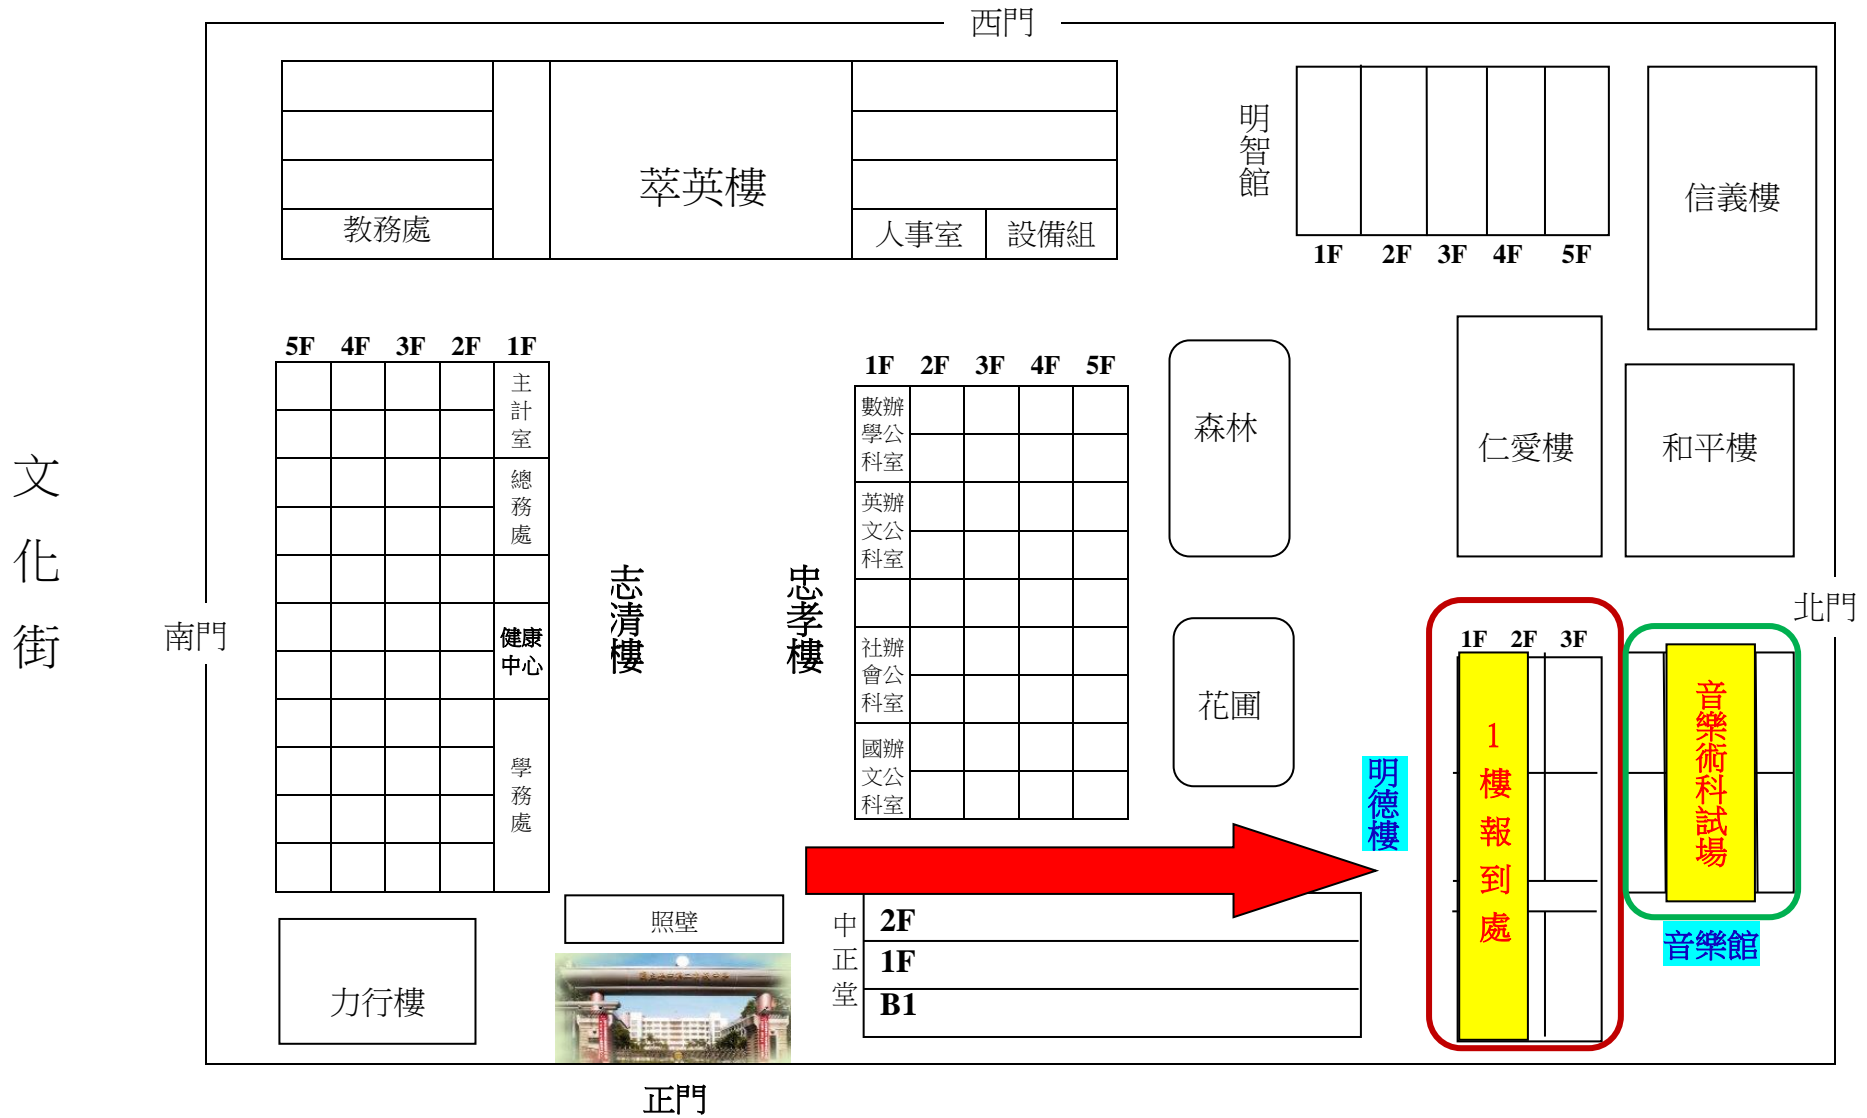 西門
萃英樓
教務處
人事室
設備組
明智館
1F 2F 3F 4F 5F
信義樓
文化街
南門
5F 4F 3F 2F 1F
主計室
總務處
健康
中心
學務處
志清樓
忠孝樓
1F 2F 3F 4F 5F
數學科
辦公室
英文科
辦公室
社會科
辦公室
國文科
辦公室
森林
花圃
仁愛樓
和平樓
北門
1F 2F 3F
1樓報到處
明德樓
音樂術科試場
音樂館
照壁
力行樓
中正堂
2F
1F
B1
正門